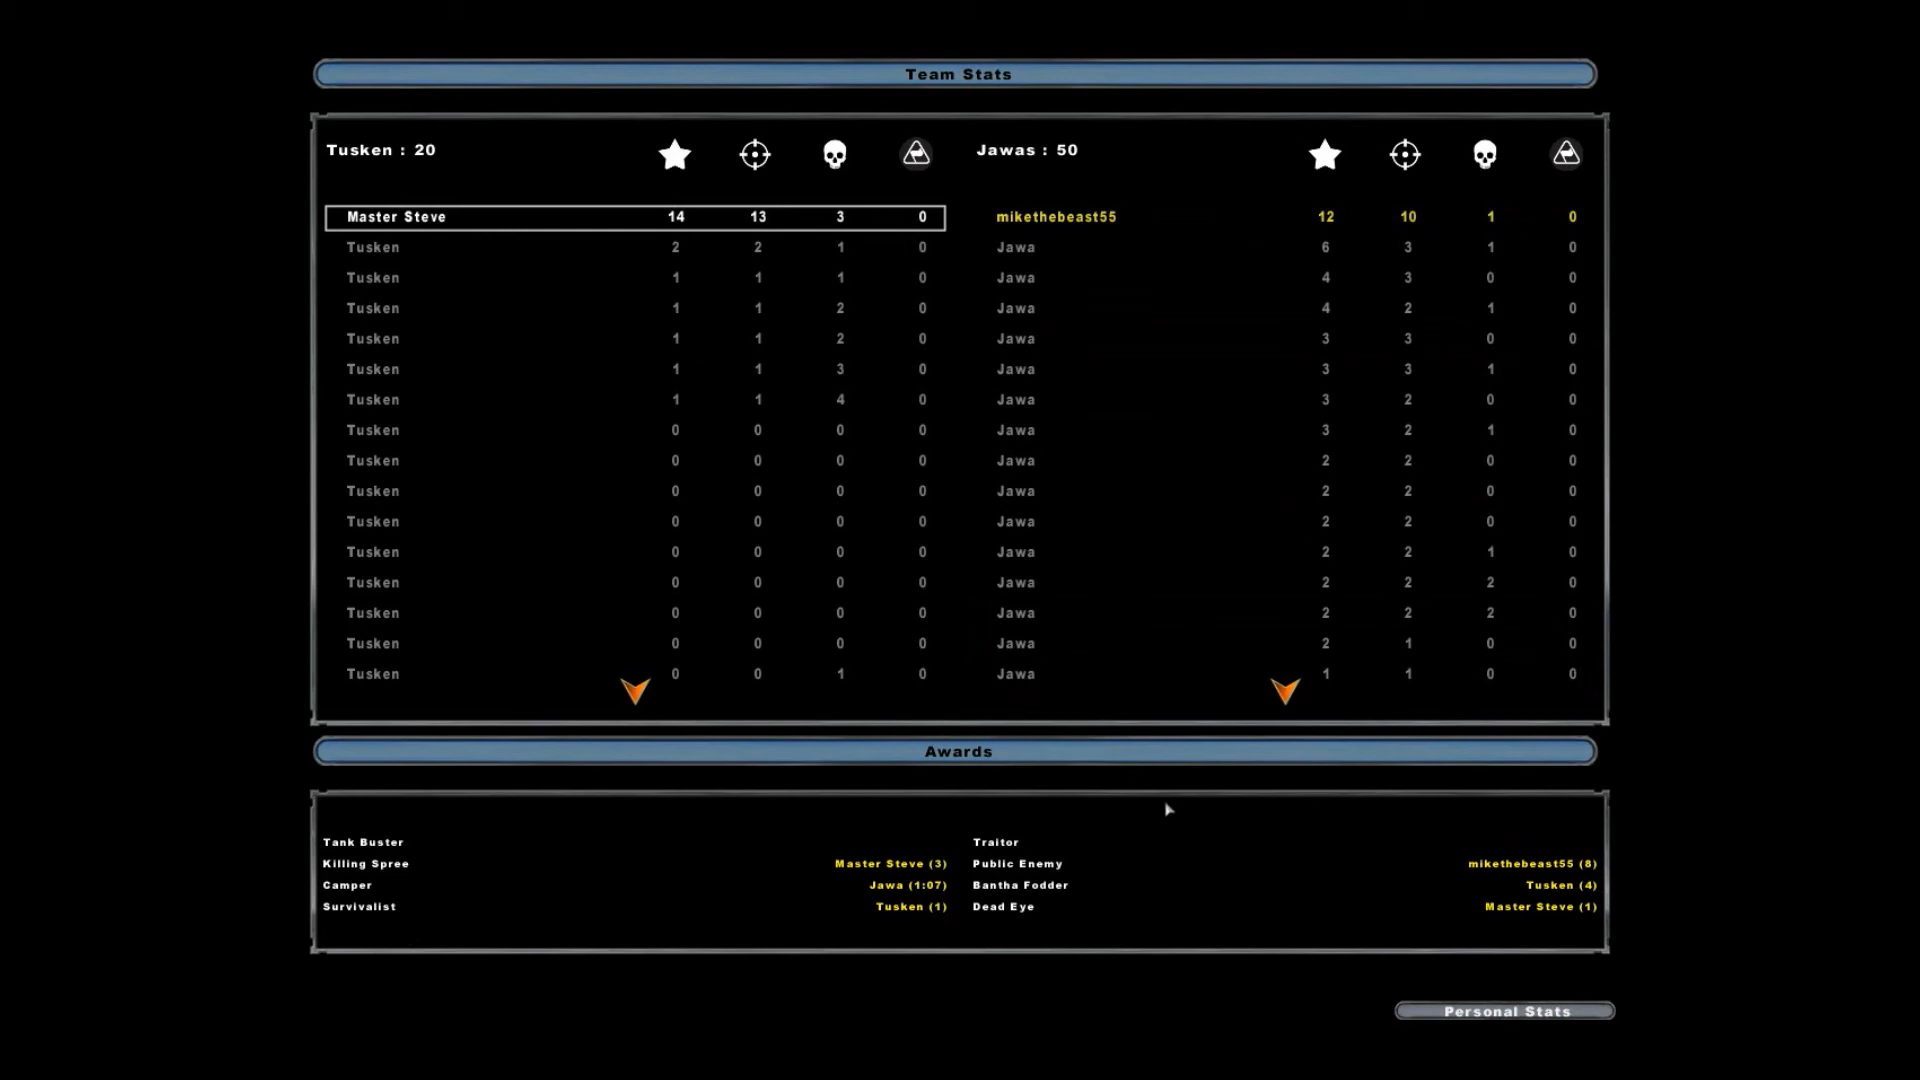 Team Stats
Tusken : 20
Master Steve 14 13 3 0
Tusken 2 2 1 0
Tusken 1 1 1 0
Tusken 1 1 2 0
Tusken 1 1 2 0
Tusken 1 1 3 0
Tusken 1 1 4 0
Tusken 0 0 0 0
Tusken 0 0 0 0
Tusken 0 0 0 0
Tusken 0 0 0 0
Tusken 0 0 0 0
Tusken 0 0 0 0
Tusken 0 0 0 0
Tusken 0 0 0 0
Tusken 0 0 1 0
Jawas : 50
mikethebeast55 12 10 1 0
Jawa 6 3 1 0
Jawa 4 3 0 0
Jawa 4 2 1 0
Jawa 3 3 0 0
Jawa 3 3 1 0
Jawa 3 2 0 0
Jawa 3 2 1 0
Jawa 2 2 0 0
Jawa 2 2 0 0
Jawa 2 2 0 0
Jawa 2 2 1 0
Jawa 2 2 2 0
Jawa 2 2 2 0
Jawa 2 1 0 0
Jawa 1 1 0 0
Awards
Tank Buster
Killing Spree Master Steve (3)
Camper Jawa (1:07)
Survivalist Tusken (1)
Traitor
Public Enemy mikethebeast55 (8)
Bantha Fodder Tusken (4)
Dead Eye Master Steve (1)
Personal Stats